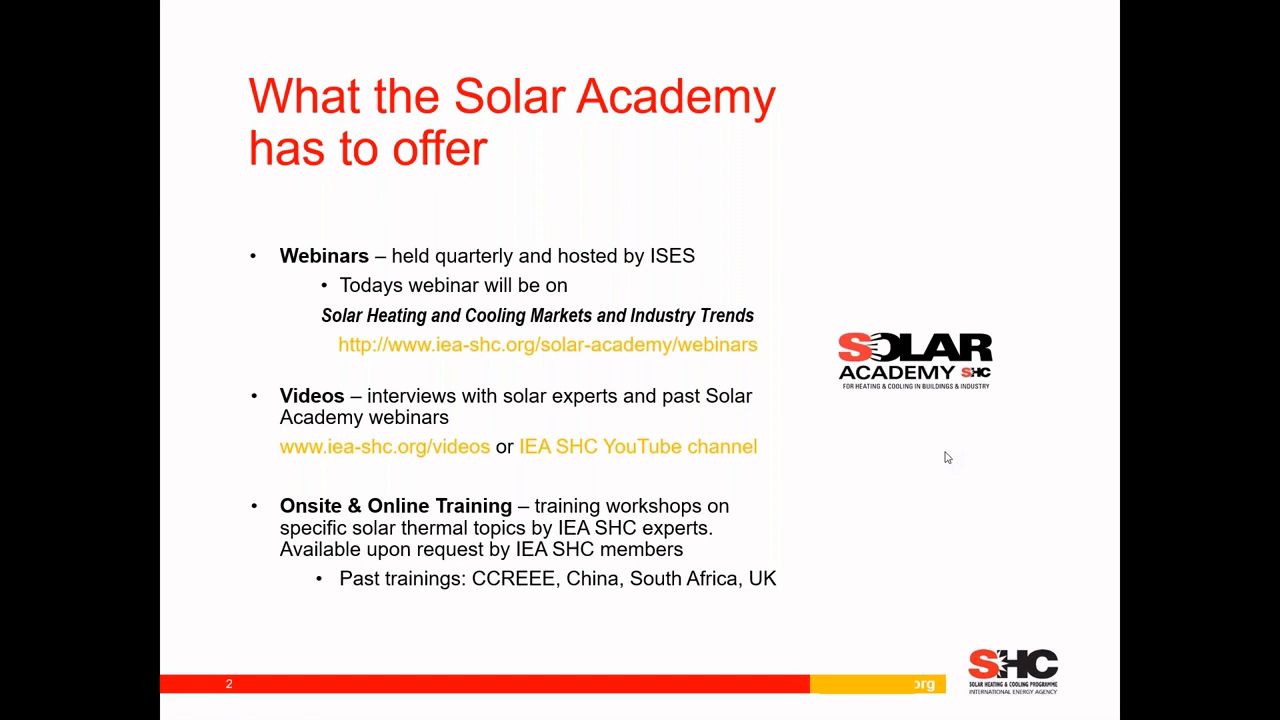 What the Solar Academy
has to offer
• Webinars – held quarterly and hosted by ISES
• Todays webinar will be on
Solar Heating and Cooling Markets and Industry Trends
http://www.iea-shc.org/solar-academy/webinars
• Videos – interviews with solar experts and past Solar
Academy webinars
www.iea-shc.org/videos or IEA SHC YouTube channel
• Onsite & Online Training – training workshops on
specific solar thermal topics by IEA SHC experts.
Available upon request by IEA SHC members
• Past trainings: CCREEE, China, South Africa, UK
SOLAR
ACADEMY SHC
FOR HEATING & COOLING IN BUILDINGS & INDUSTRY
2
org
SHC
SOLAR HEATING & COOLING PROGRAMME
INTERNATIONAL ENERGY AGENCY